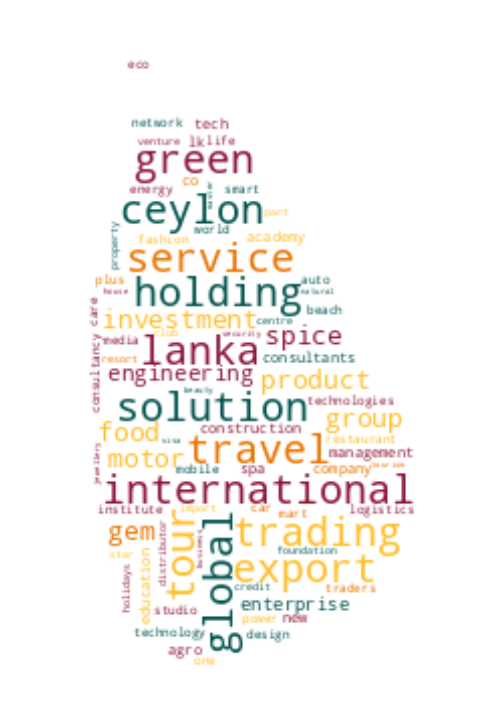 eco
network tech
venture lk life
green
co
energy master smart
ceylon part
world
property fashion academy
service
plus auto
house holding natural
beach
investment centre
club security spice
media lanka
resort consultants
consultancy care
engineering product
beauty
solution technologies
group
food construction
visa restaurant
travel management
motor
jewellery mobile spa company tourism
international
institute import car mart logistics
gem tour global trading
distributor business
star foundation
education export
holidays credit traders
studio enterprise
power new
technology design
agro
one